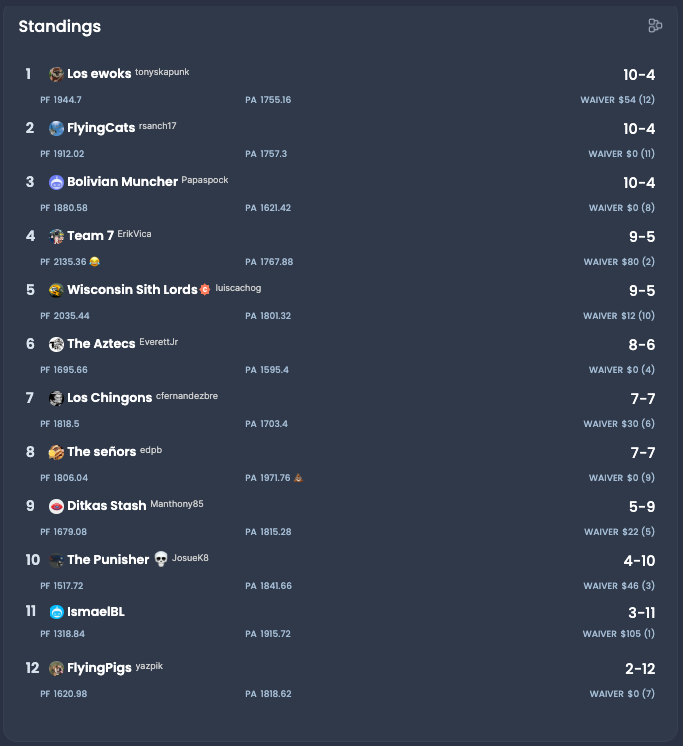 Standings
1 Los ewoks tonyskapunk 10-4
PF 1944.7 PA 1755.16 WAIVER $54 (12)
2 FlyingCats rsanch17 10-4
PF 1912.02 PA 1757.3 WAIVER $0 (11)
3 Bolivian Muncher Papaspock 10-4
PF 1880.58 PA 1621.42 WAIVER $0 (8)
4 Team 7 ErikVica 9-5
PF 2135.36 😂 PA 1767.88 WAIVER $80 (2)
5 Wisconsin Sith Lords luiscachog 9-5
PF 2035.44 PA 1801.32 WAIVER $12 (10)
6 The Aztecs EverettJr 8-6
PF 1695.66 PA 1595.4 WAIVER $0 (4)
7 Los Chingons cfernandezbre 7-7
PF 1818.5 PA 1703.4 WAIVER $30 (6)
8 The señors edpb 7-7
PF 1806.04 PA 1971.76 💩 WAIVER $0 (9)
9 Ditkas Stash Manthony85 5-9
PF 1679.08 PA 1815.28 WAIVER $22 (5)
10 The Punisher 💀 JosueK8 4-10
PF 1517.72 PA 1841.66 WAIVER $46 (3)
11 IsmaelBL 3-11
PF 1318.84 PA 1915.72 WAIVER $105 (1)
12 FlyingPigs yazpik 2-12
PF 1620.98 PA 1818.62 WAIVER $0 (7)